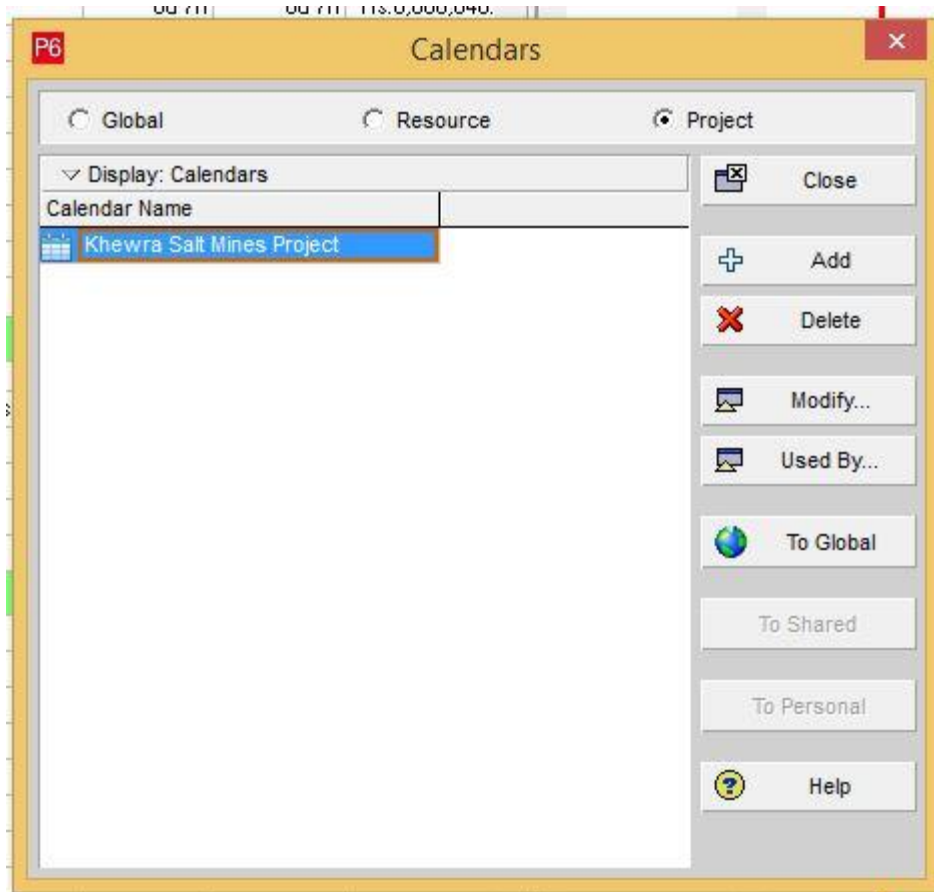 P6 Calendars
Global Resource Project
Display: Calendars
Close
Calendar Name
Khewra Salt Mines Project
Add
Delete
Modify...
Used By...
To Global
To Shared
To Personal
Help